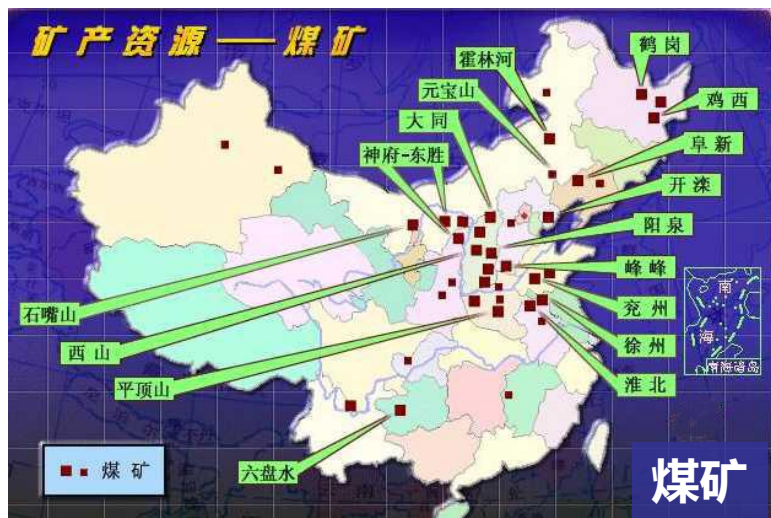 矿产资源——煤矿
鹤岗
霍林河
元宝山
鸡西
大同
阜新
神府-东胜
开滦
阳泉
峰峰
石嘴山
兖州
西山
徐州
平顶山
淮北
六盘水
南
海
南海诸岛
煤矿
煤矿